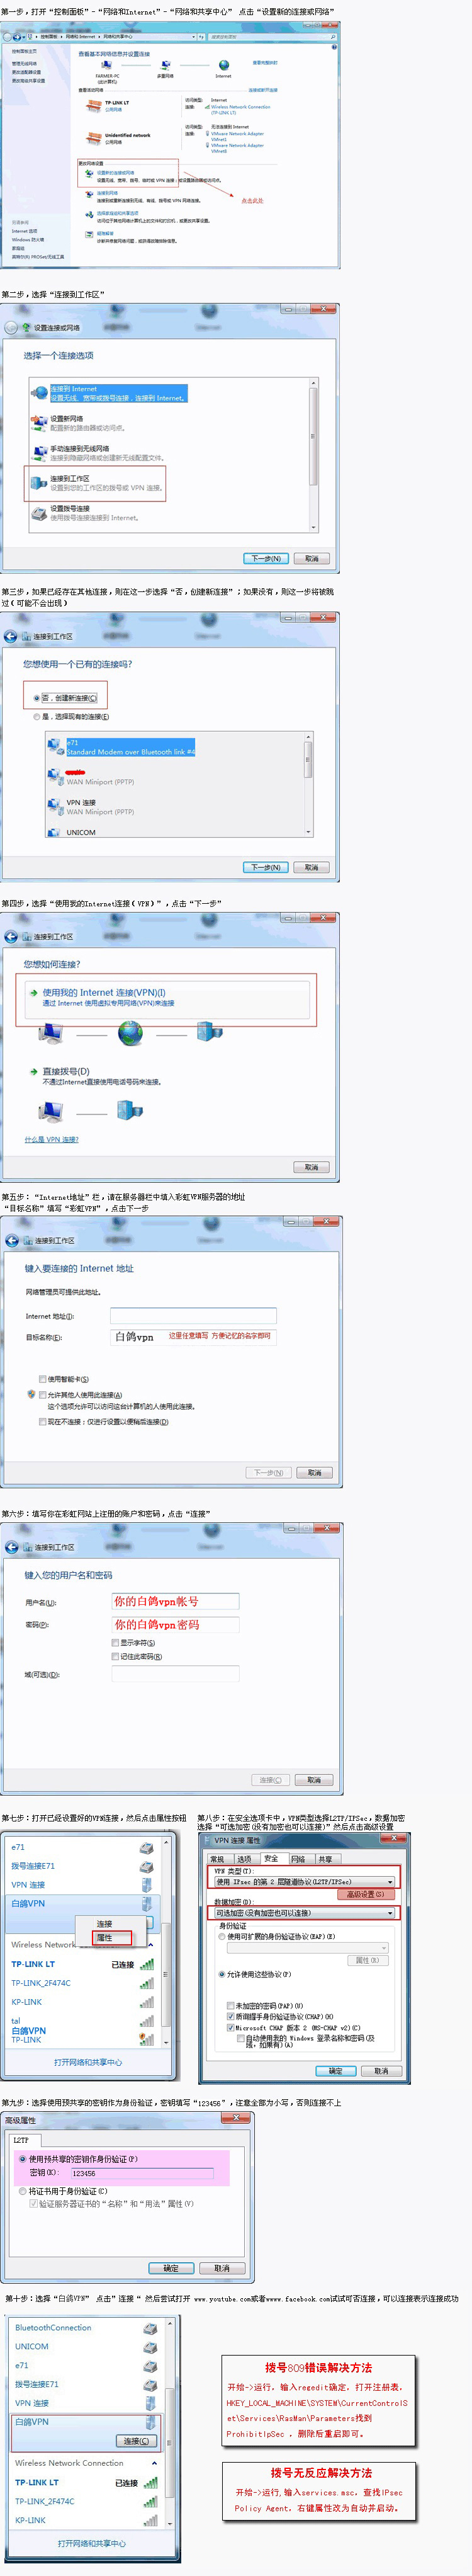 第一步，打开“控制面板”-“网络和Internet”-“网络和共享中心” 点击“设置新的连接或网络”
控制面板 ▸ 网络和 Internet ▸ 网络和共享中心
控制面板主页
管理无线网络
更改适配器设置
更改高级共享设置
查看基本网络信息并设置连接
查看完整映射
FARMER-PC
(此计算机)
多重网络
Internet
查看活动网络
连接或断开连接
TP-LINK LT
公用网络
访问类型: Internet
连接: Wireless Network Connection
(TP-LINK LT)
Unidentified network
公用网络
访问类型: 无法连接到 Internet
连接: VMware Network Adapter
VMnet1
VMware Network Adapter
VMnet8
更改网络设置
设置新的连接或网络
设置无线、宽带、拨号、临时或 VPN 连接；或设置路由器或访问点。
连接到网络
连接到或重新连接到无线、有线、拨号或 VPN 网络连接。
点击此处
选择家庭组和共享选项
访问位于其他网络计算机上的文件和打印机，或更改共享设置。
疑难解答
诊断并修复网络问题，或获得故障排除信息。
另请参阅
Internet 选项
Windows 防火墙
家庭组
英特尔(R) PROSet/无线工具
第二步，选择“连接到工作区”
设置连接或网络
选择一个连接选项
连接到 Internet
设置无线、宽带或拨号连接，连接到 Internet。
设置新网络
配置新的路由器或访问点。
手动连接到无线网络
连接到隐藏网络或创建新无线配置文件。
连接到工作区
设置到您的工作区的拨号或 VPN 连接。
设置拨号连接
使用拨号连接连接到 Internet。
下一步(N)
取消
第三步，如果已经存在其他连接，则在这一步选择“否，创建新连接”；如果没有，则这一步将被跳
过(可能不会出现)
连接到工作区
您想使用一个已有的连接吗?
否，创建新连接(C)
是，选择现有的连接(E)
e71
Standard Modem over Bluetooth link
WAN Miniport (PPTP)
VPN 连接
WAN Miniport (PPTP)
UNICOM
下一步(N)
取消
第四步，选择“使用我的Internet连接(VPN)”，点击“下一步”
连接到工作区
您想如何连接?
使用我的 Internet 连接(VPN)(I)
通过 Internet 使用虚拟专用网络(VPN)来连接
直接拨号(D)
不通过Internet直接使用电话号码来连接。
什么是 VPN 连接?
取消
第五步：“Internet地址”栏，请在服务器栏中填入彩虹VPN服务器的地址
“目标名称”填写“彩虹VPN”，点击下一步
连接到工作区
键入要连接的 Internet 地址
网络管理员可提供此地址。
Internet 地址(I):
目标名称(E): 白鸽vpn 这里任意填写 方便记忆的名字即可
使用智能卡(S)
允许其他人使用此连接(A)
这个选项允许可以访问这台计算机的人使用此连接。
现在不连接；仅进行设置以便稍后连接(D)
下一步(N)
取消
第六步：填写你在彩虹网站上注册的账户和密码，点击“连接”
连接到工作区
键入您的用户名和密码
用户名(U): 你的白鸽vpn帐号
密码(P): 你的白鸽vpn密码
显示字符(S)
记住此密码(R)
域(可选)(D):
连接(C)
取消
第七步：打开已经设置好的VPN连接，然后点击属性按钮
e71
拨号连接E71
VPN 连接
白鸽VPN
连接
属性
Wireless Network
TP-LINK LT 已连接
TP-LINK_2F474C
KP-LINK
tal
白鸽VPN
TP-LINK
打开网络和共享中心
第八步：在安全选项卡中，VPN类型选择L2TP/IPSec，数据加密
选择“可选加密(没有加密也可以连接)”然后点击高级设置
VPN 连接 属性
常规 选项 安全 网络 共享
VPN 类型(T):
使用 IPsec 的第 2 层隧道协议(L2TP/IPSec)
高级设置(S)
数据加密(D):
可选加密(没有加密也可以连接)
身份验证
使用可扩展的身份验证协议(EAP)(E)
属性(R)
允许使用这些协议(P)
未加密的密码(PAP)(U)
质询握手身份验证协议(CHAP)(H)
Microsoft CHAP 版本 2 (MS-CHAP v2)(C)
自动使用我的 Windows 登录名称和密码(及
域，如果有)(A)
确定
取消
第九步：选择使用预共享的密钥作为身份验证，密钥填写“123456”，注意全部为小写，否则连接不上
高级属性
L2TP
使用预共享的密钥作身份验证(P)
密钥(K): 123456
将证书用于身份验证(C)
验证服务器证书的“名称”和“用法”属性(V)
确定
取消
第十步：选择“白鸽VPN” 点击”连接“ 然后尝试打开 www.youtube.com或者wwww.facebook.com试试可否连接，可以连接表示连接成功
BluetoothConnection
UNICOM
e71
拨号连接E71
VPN 连接
白鸽VPN
连接(C)
Wireless Network Connection
TP-LINK LT 已连接
TP-LINK_2F474C
KP-LINK
打开网络和共享中心
拨号809错误解决方法
开始->运行，输入regedit确定，打开注册表，
HKEY_LOCAL_MACHINE\SYSTEM\CurrentControlS
et\Services\RasMan\Parameters找到
ProhibitIpSec ，删除后重启即可。
拨号无反应解决方法
开始->运行,输入services.msc，查找IPsec
Policy Agent，右键属性改为自动并启动。